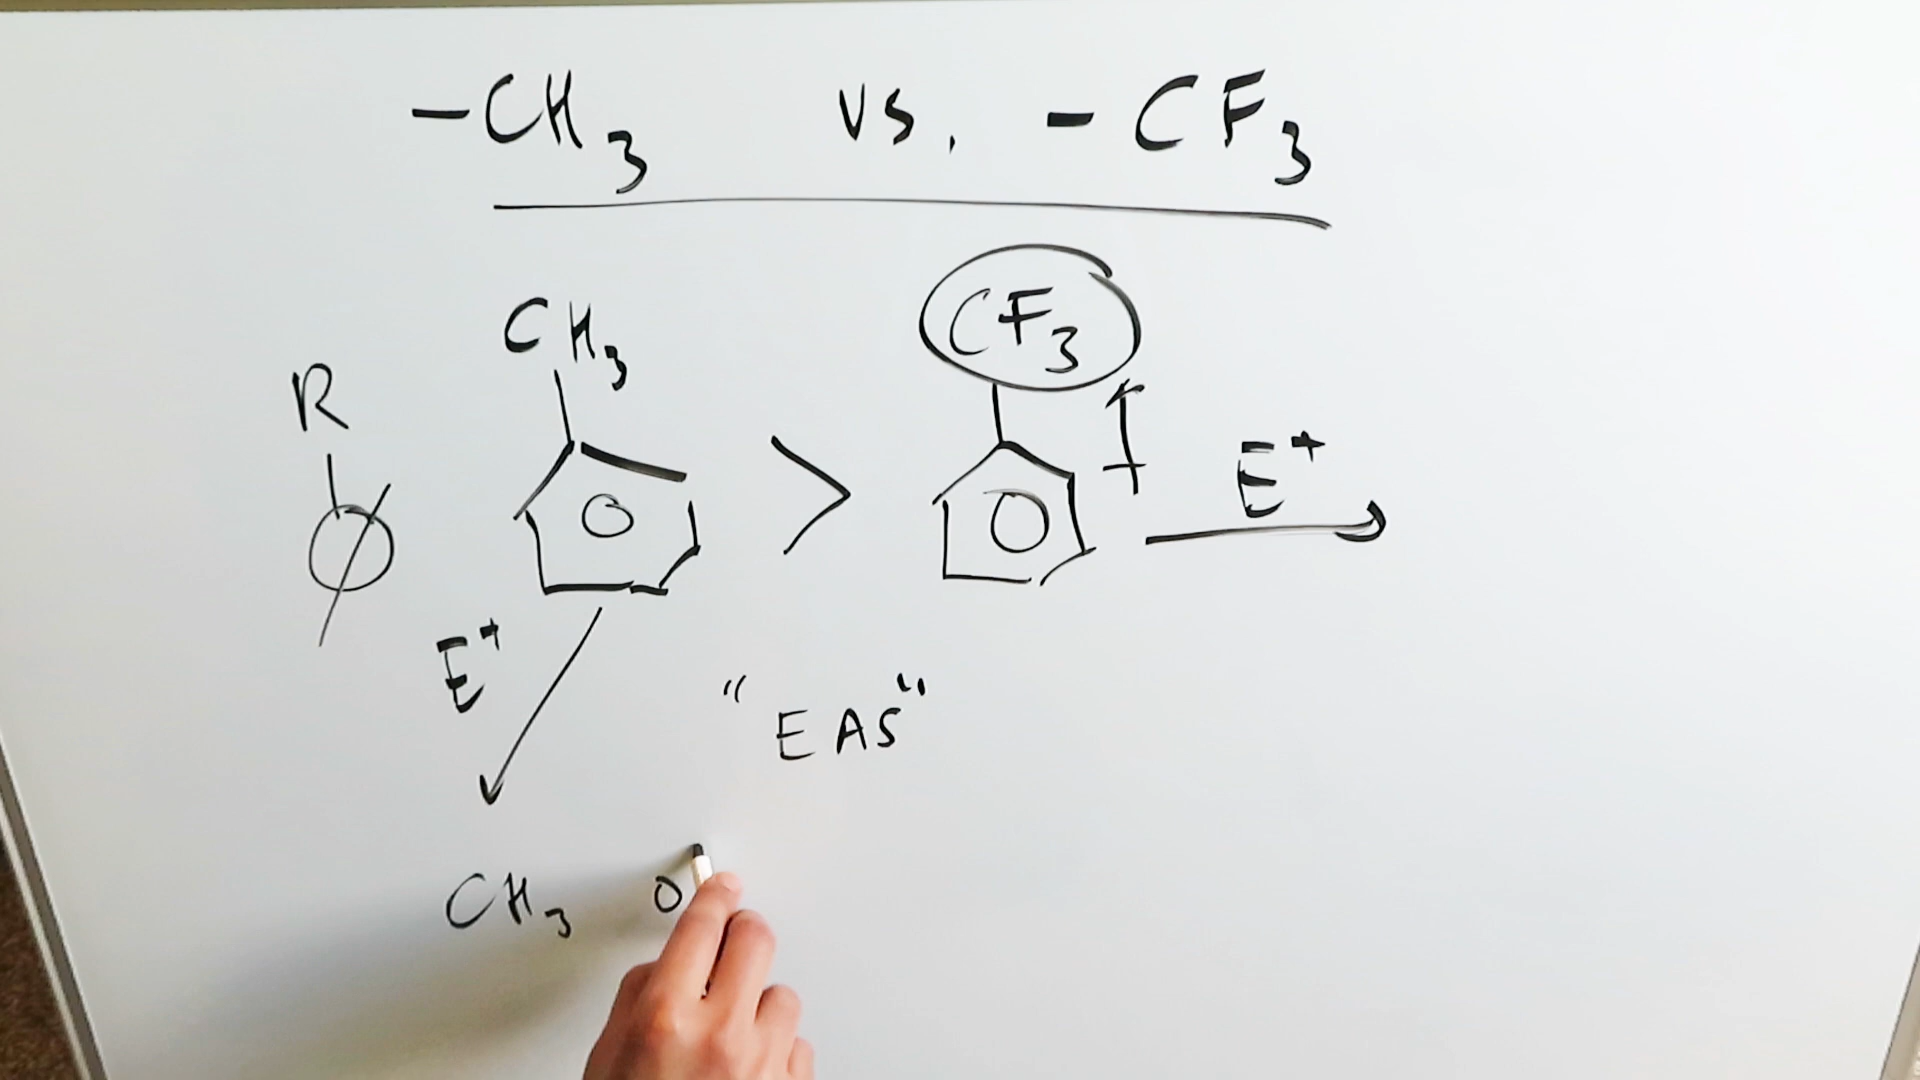 -CH3 vs. -CF3
CH3 CF3
R
> E+
E+
"EAS"
CH3 o